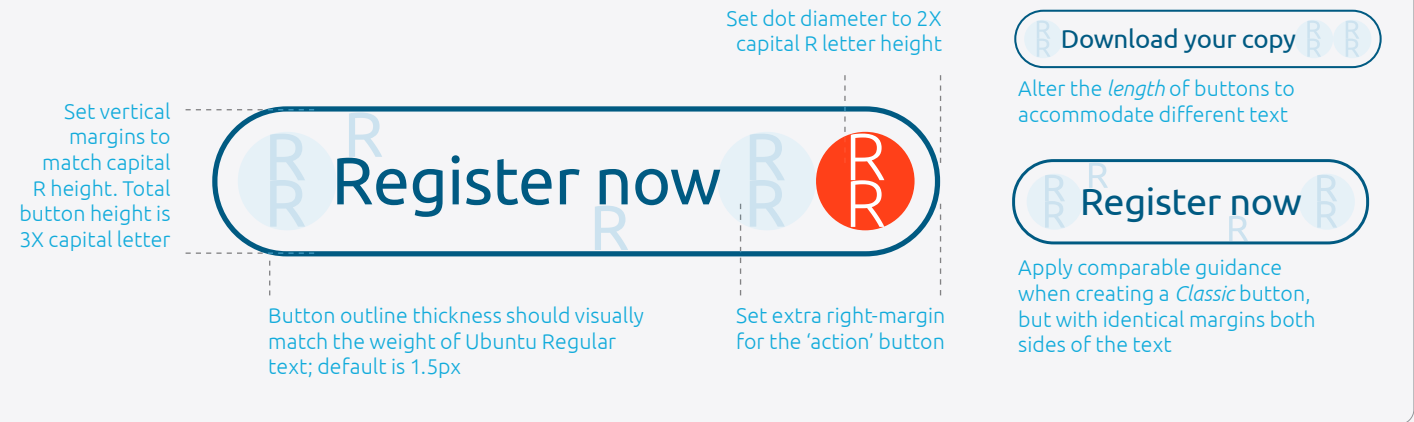 Set dot diameter to 2X
capital R letter height
Set vertical
margins to
match capital
R height. Total
button height is
3X capital letter
R
R
R
Register now
R
R
R
R
R
R
Button outline thickness should visually
match the weight of Ubuntu Regular
text; default is 1.5px
Set extra right-margin
for the ‘action’ button
R
R
Download your copy
R
R
R
R
Alter the length of buttons to
accommodate different text
R
R
R
Register now
R
R
R
Apply comparable guidance
when creating a Classic button,
but with identical margins both
sides of the text